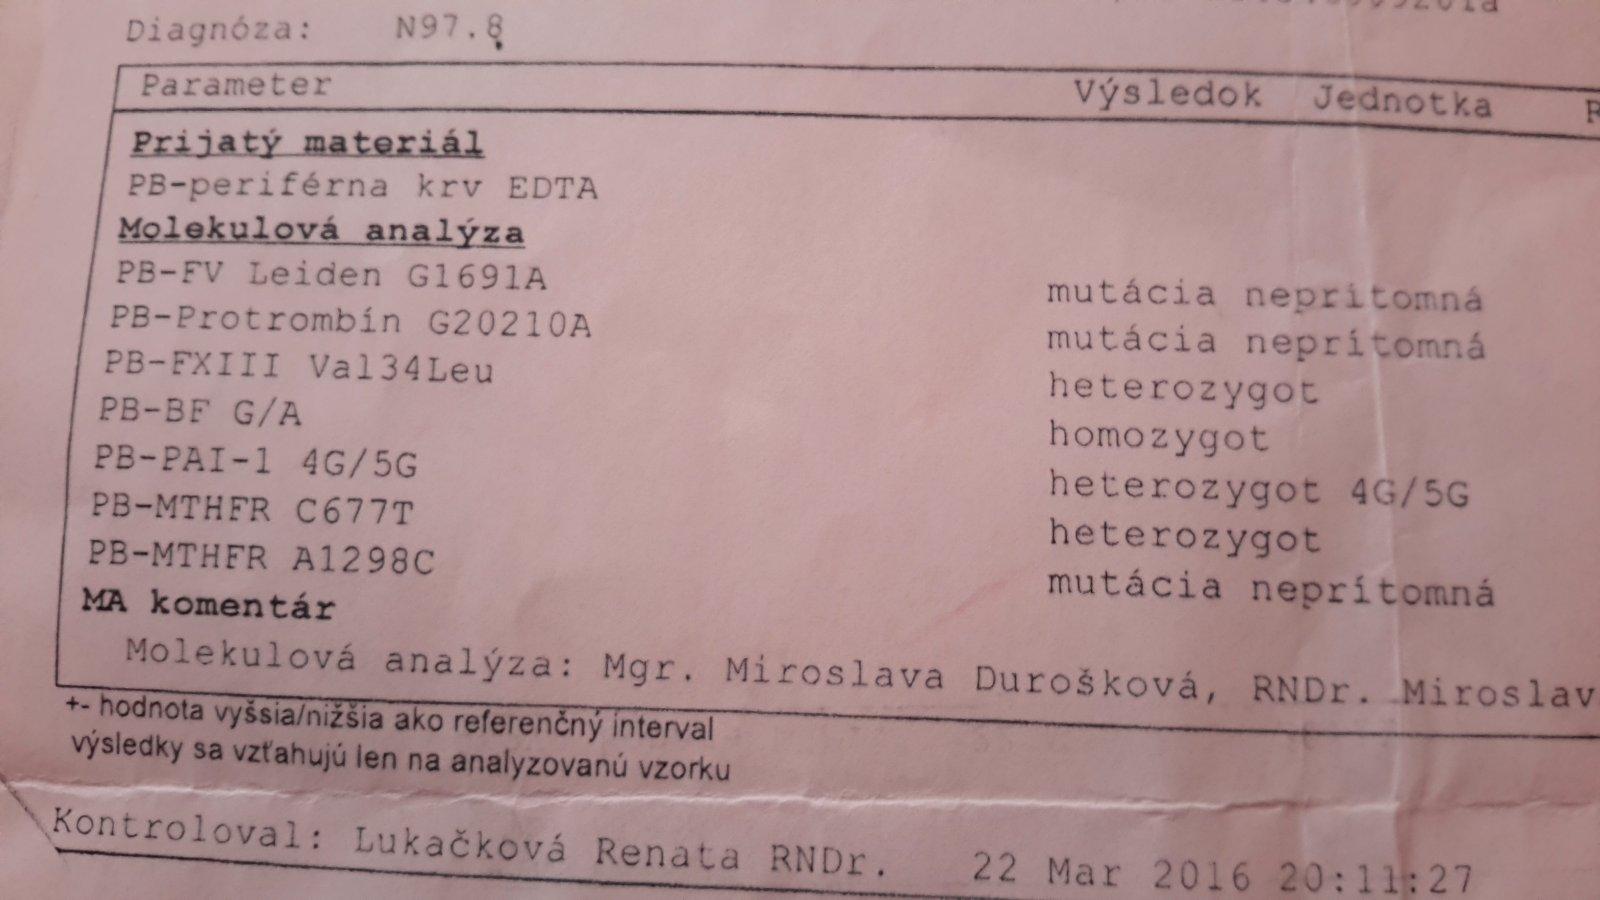 Diagnóza: N97.8
Parameter Výsledok Jednotka R
Prijatý materiál
PB-periférna krv EDTA
Molekulová analýza
PB-FV Leiden G1691A mutácia neprítomná
PB-Protrombín G20210A mutácia neprítomná
PB-FXIII Val34Leu heterozygot
PB-BF G/A homozygot
PB-PAI-1 4G/5G heterozygot 4G/5G
PB-MTHFR C677T heterozygot
PB-MTHFR A1298C mutácia neprítomná
MA komentár
Molekulová analýza: Mgr. Miroslava Durošková, RNDr. Miroslav
+- hodnota vyššia/nižšia ako referenčný interval
výsledky sa vzťahujú len na analyzovanú vzorku
Kontroloval: Lukačková Renata RNDr. 22 Mar 2016 20:11:27